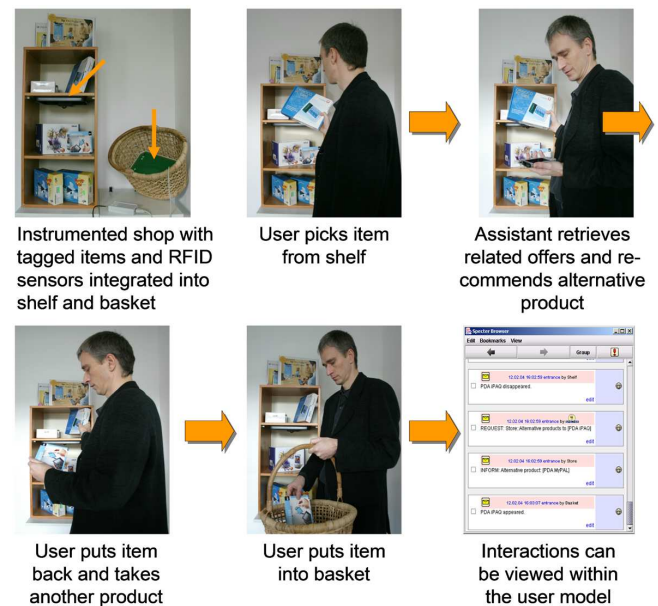 Instrumented shop with
tagged items and RFID
sensors integrated into
shelf and basket
User picks item
from shelf
Assistant retrieves
related offers and re-
commends alternative
product
User puts item
back and takes
another product
User puts item
into basket
Specter Browser
Edit Bookmarks View
Group
12.02.04 16:02:59 entrance by Shelf
PDA iPAQ disappeared.
edit
12.02.04 16:02:59 entrance by
REQUEST: Store: Alternative products to [PDA iPAQ]
edit
12.02.04 16:02:59 entrance by Store
INFORM: Alternative product: [PDA MyPAL]
edit
12.02.04 16:03:07 entrance by Basket
PDA iPAQ appeared.
edit
Interactions can
be viewed within
the user model